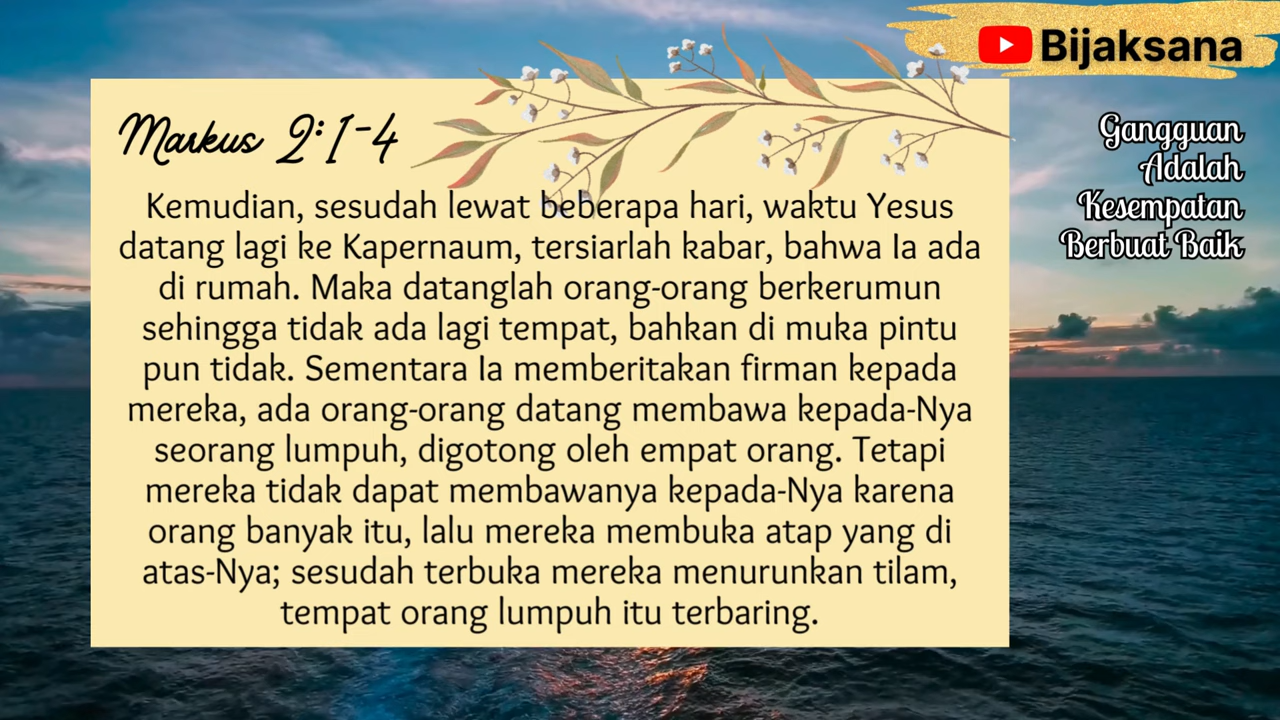 Bijaksana
Gangguan
Adalah
Kesempatan
Berbuat Baik
Markus 2:1-4
Kemudian, sesudah lewat beberapa hari, waktu Yesus
datang lagi ke Kapernaum, tersiarlah kabar, bahwa Ia ada
di rumah. Maka datanglah orang-orang berkerumun
sehingga tidak ada lagi tempat, bahkan di muka pintu
pun tidak. Sementara Ia memberitakan firman kepada
mereka, ada orang-orang datang membawa kepada-Nya
seorang lumpuh, digotong oleh empat orang. Tetapi
mereka tidak dapat membawanya kepada-Nya karena
orang banyak itu, lalu mereka membuka atap yang di
atas-Nya; sesudah terbuka mereka menurunkan tilam,
tempat orang lumpuh itu terbaring.